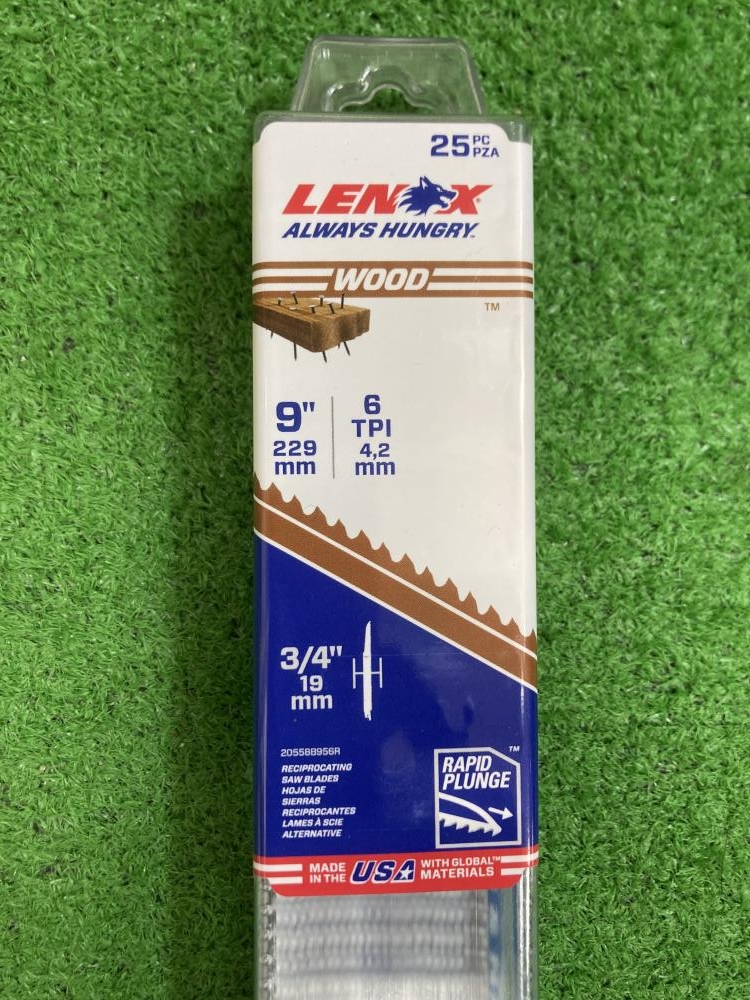 25 PC PZA
LENOX
ALWAYS HUNGRY™
WOOD
™
9"
229
mm
6
TPI
4,2
mm
3/4"
19
mm
20558B956R
RECIPROCATING
SAW BLADES
HOJAS DE
SIERRAS
RECIPROCANTES
LAMES À SCIE
ALTERNATIVE
RAPID
PLUNGE
™
MADE IN THE USA WITH GLOBAL™ MATERIALS